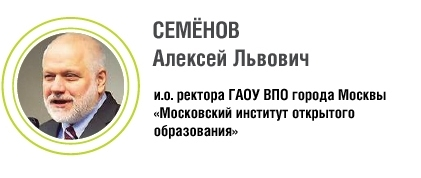 СЕМЁНОВ
Алексей Львович
и.о. ректора ГАОУ ВПО города Москвы
«Московский институт открытого
образования»